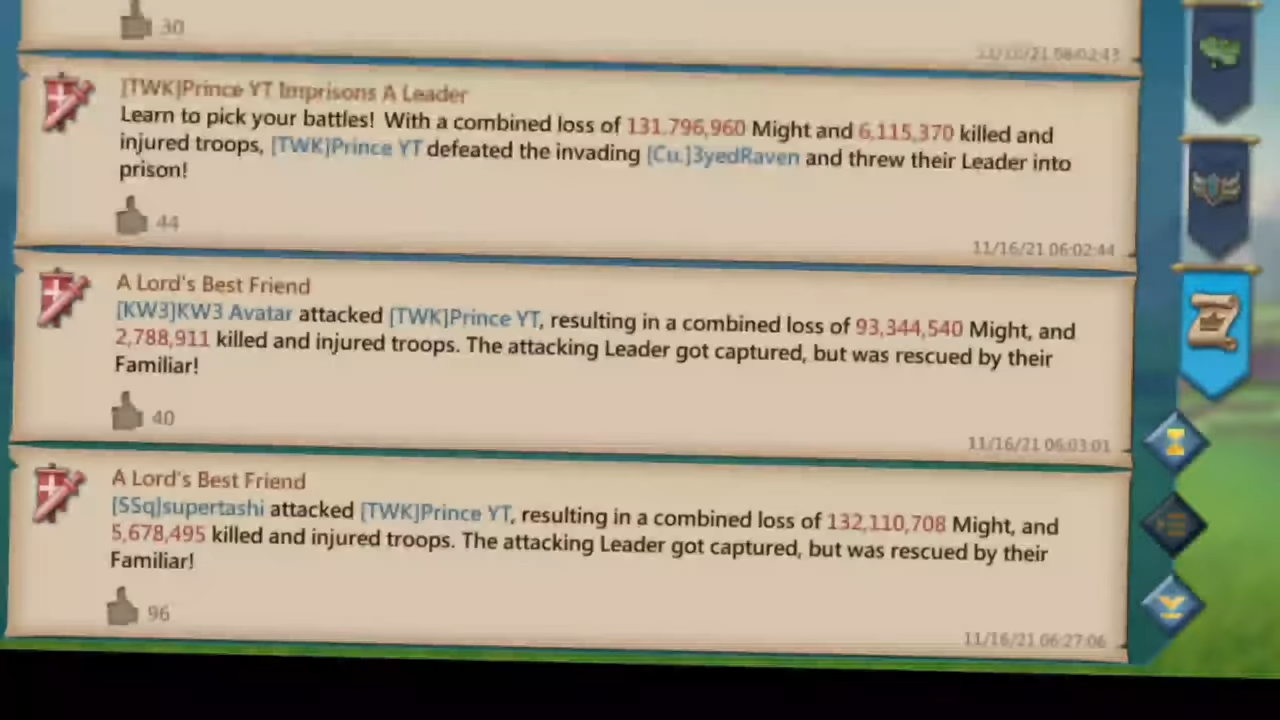 30
[TWK]Prince YT Imprisons A Leader
Learn to pick your battles! With a combined loss of 131,796,960 Might and 6,115,370 killed and
injured troops, [TWK]Prince YT defeated the invading [Cu.]3yedRaven and threw their Leader into
prison!
44
11/16/21 06:02:44
A Lord's Best Friend
[KW3]KW3 Avatar attacked [TWK]Prince YT, resulting in a combined loss of 93,344,540 Might, and
2,788,911 killed and injured troops. The attacking Leader got captured, but was rescued by their
Familiar!
40
11/16/21 06:03:01
A Lord's Best Friend
[SSq]supertashi attacked [TWK]Prince YT, resulting in a combined loss of 132,110,708 Might, and
5,678,495 killed and injured troops. The attacking Leader got captured, but was rescued by their
Familiar!
96
11/16/21 06:27:06